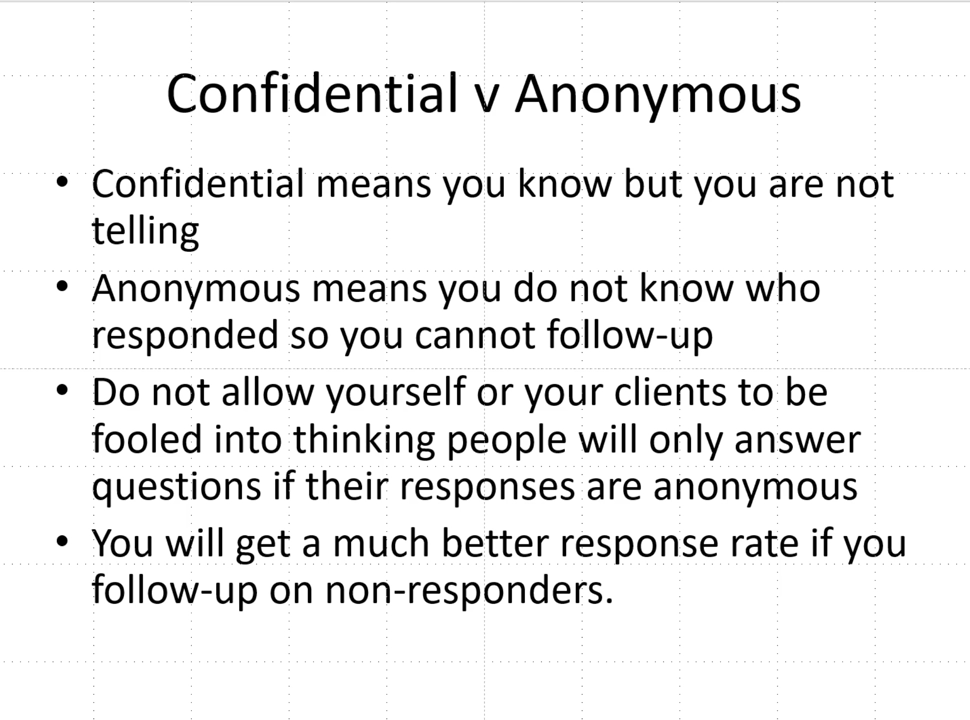 Confidential v Anonymous
• Confidential means you know but you are not
telling
• Anonymous means you do not know who
responded so you cannot follow-up
• Do not allow yourself or your clients to be
fooled into thinking people will only answer
questions if their responses are anonymous
• You will get a much better response rate if you
follow-up on non-responders.